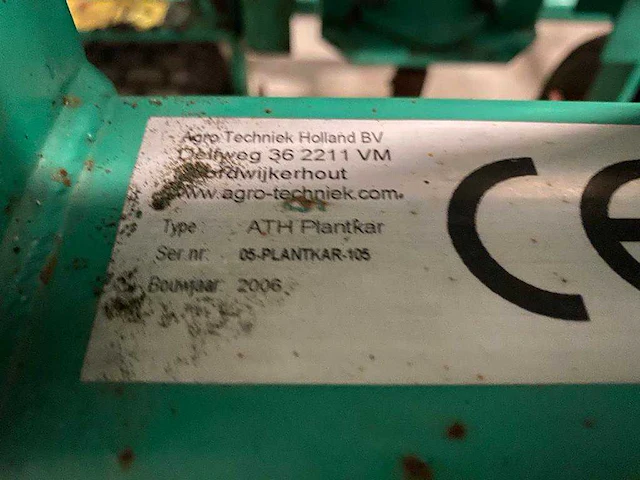 Agro Techniek Holland BV
Delfweg 36 2211 VM
Noordwijkerhout
www.agro-techniek.com
Type : ATH Plantkar
Ser.nr: 05-PLANTKAR-105
Bouwjaar: 2006
CE